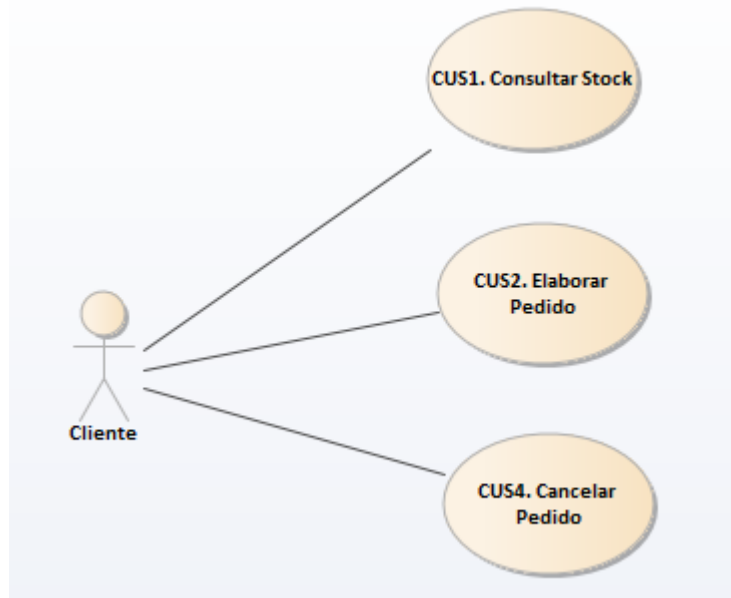 CUS1. Consultar Stock
CUS2. Elaborar
Pedido
Cliente
CUS4. Cancelar
Pedido